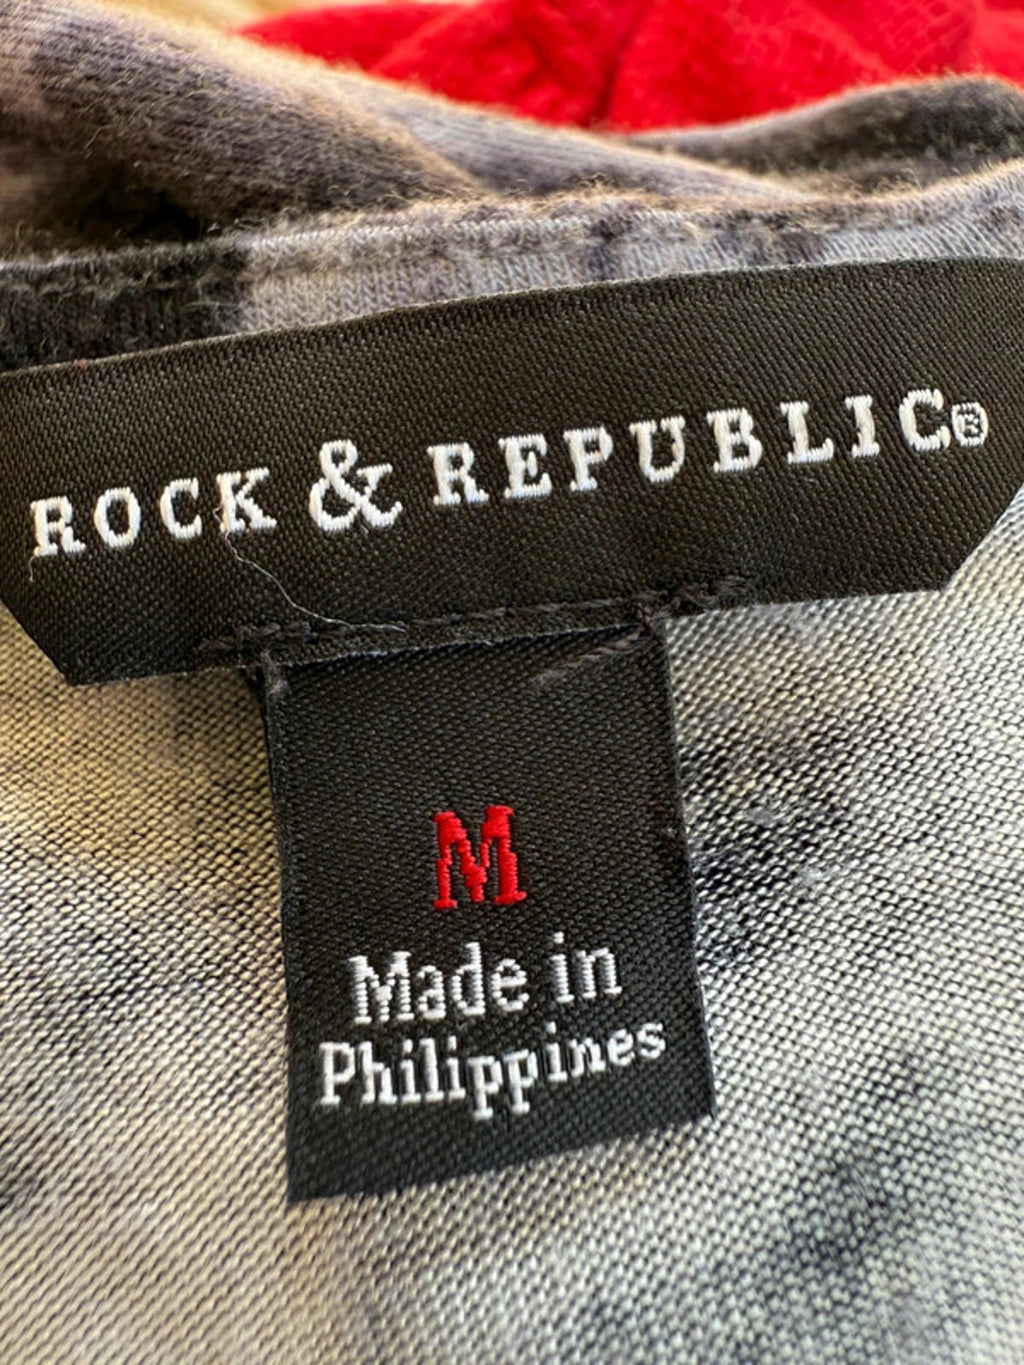 ROCK & REPUBLIC®
M
Made in
Philippines